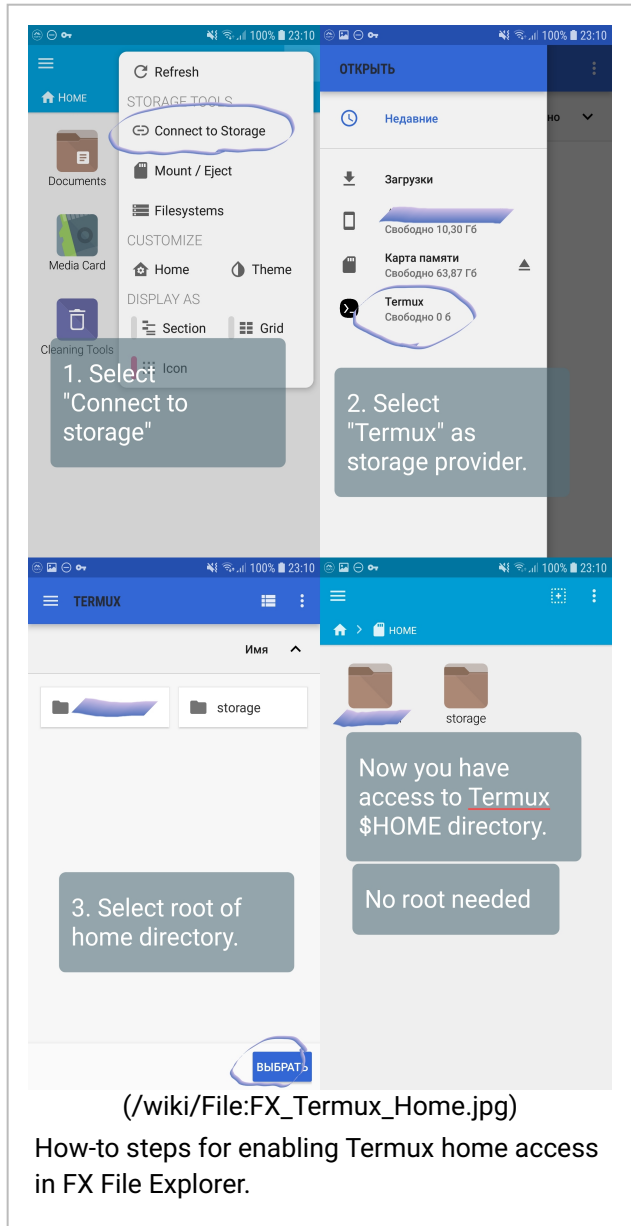 100% 23:10
Refresh
HOME
STORAGE TOOLS
Connect to Storage
Documents
Mount / Eject
Filesystems
CUSTOMIZE
Media Card
Home Theme
DISPLAY AS
Section Grid
Cleaning Tools
Icon
1. Select
"Connect to
storage"
100% 23:10
ОТКРЫТЬ
Недавние
но
Загрузки
Свободно 10,30 Гб
Карта памяти
Свободно 63,87 Гб
Termux
Свободно 0 б
2. Select
"Termux" as
storage provider.
100% 23:10
TERMUX
Имя
storage
3. Select root of
home directory.
ВЫБРАТЬ
100% 23:10
HOME
storage
Now you have
access to Termux
$HOME directory.
No root needed
(/wiki/File:FX_Termux_Home.jpg)
How-to steps for enabling Termux home access
in FX File Explorer.